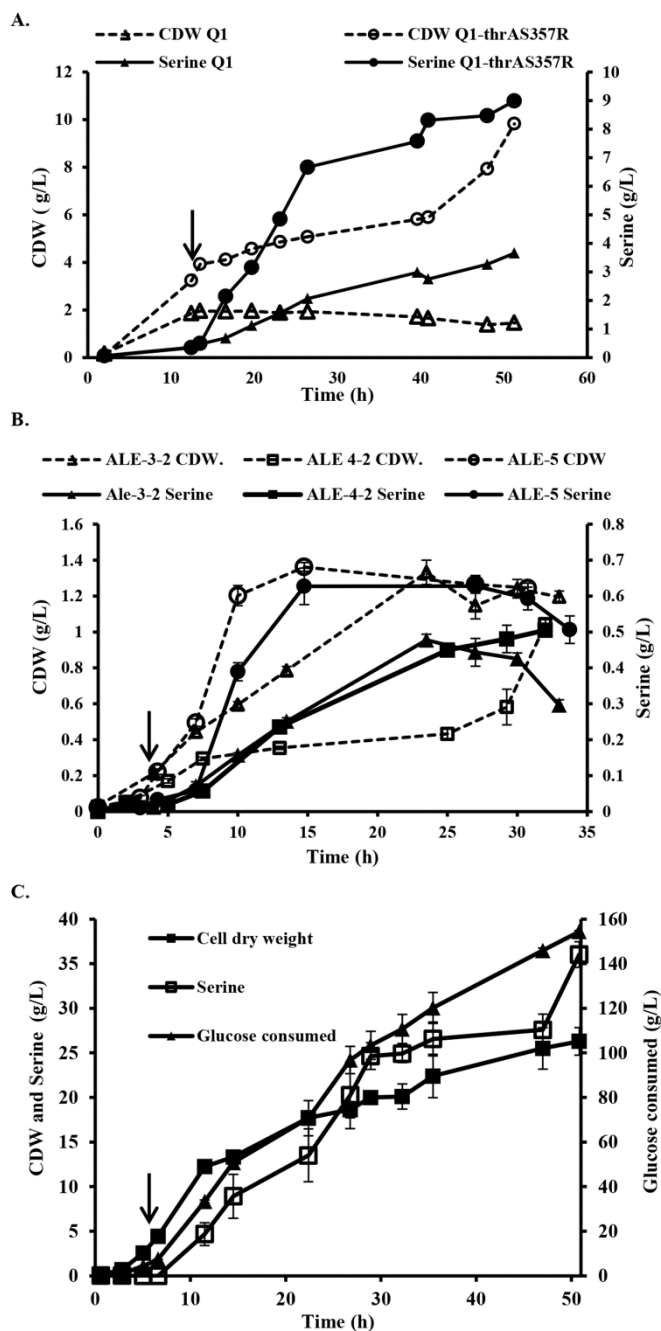 A.
CDW Q1 CDW Q1-thrAS357R
Serine Q1 Serine Q1-thrAS357R
12 10
10 9
8 8
6 7
4 6
2 5
0 4
3
2
1
0
CDW ( g/L)
Serine (g/L)
0 10 20 30 40 50 60
Time (h)
B.
ALE-3-2 CDW. ALE 4-2 CDW. ALE-5 CDW
Ale-3-2 Serine ALE-4-2 Serine ALE-5 Serine
1.6 0.8
1.4 0.7
1.2 0.6
1 0.5
0.8 0.4
0.6 0.3
0.4 0.2
0.2 0.1
0 0
CDW (g/L)
Serine (g/L)
0 5 10 15 20 25 30 35
Time (h)
C.
Cell dry weight
Serine
Glucose consumed
40 160
35 140
30 120
25 100
20 80
15 60
10 40
5 20
0 0
CDW and Serine (g/L)
Glucose consumed (g/L)
0 10 20 30 40 50
Time (h)